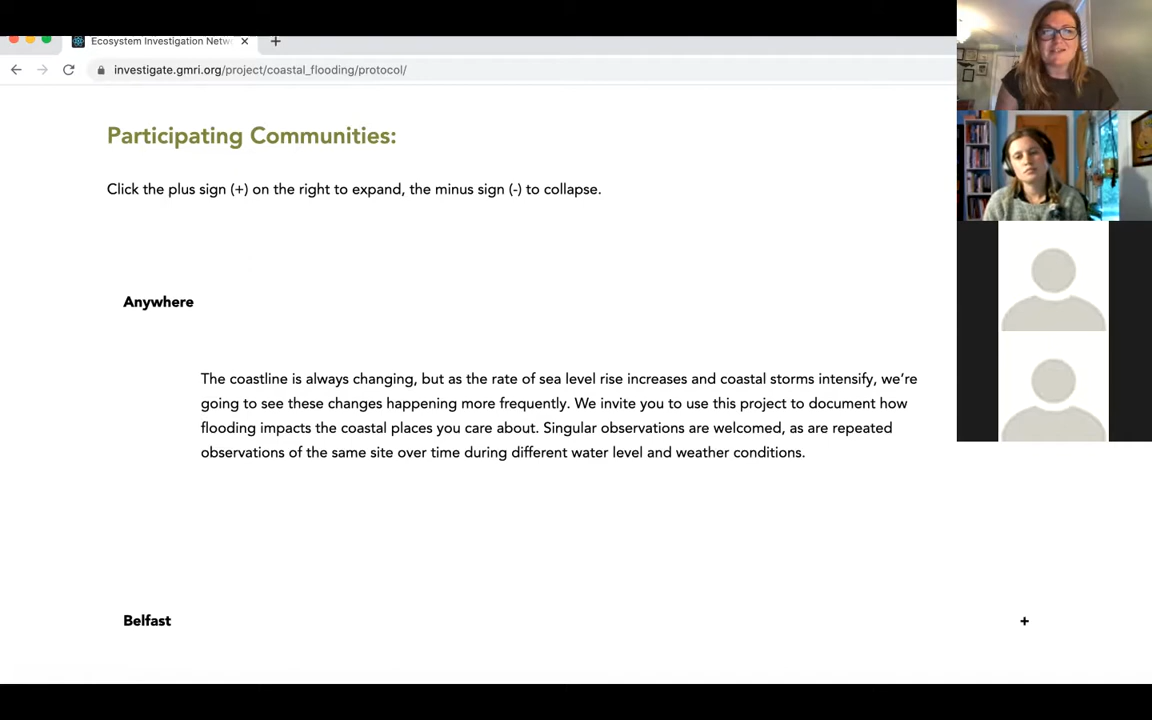 Ecosystem Investigation Netw
investigate.gmri.org/project/coastal_flooding/protocol/
Participating Communities:
Click the plus sign (+) on the right to expand, the minus sign (-) to collapse.
Anywhere
The coastline is always changing, but as the rate of sea level rise increases and coastal storms intensify, we’re
going to see these changes happening more frequently. We invite you to use this project to document how
flooding impacts the coastal places you care about. Singular observations are welcomed, as are repeated
observations of the same site over time during different water level and weather conditions.
Belfast +